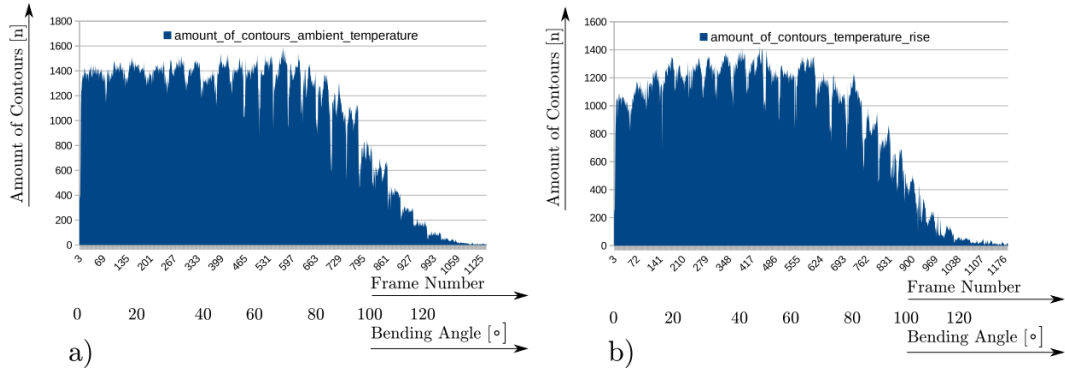 Amount of Contours [n]
1800
1600
1400
1200
1000
800
600
400
200
0
amount_of_contours_ambient_temperature
3 69 135 201 267 333 399 465 531 597 663 729 795 861 927 993 1059 1125
Frame Number
0 20 40 60 80 100 120
Bending Angle [∘]
a)
Amount of Contours [n]
1600
1400
1200
1000
800
600
400
200
0
amount_of_contours_temperature_rise
3 72 141 210 279 348 417 486 555 624 693 762 831 900 969 1038 1107 1176
Frame Number
0 20 40 60 80 100 120
Bending Angle [∘]
b)